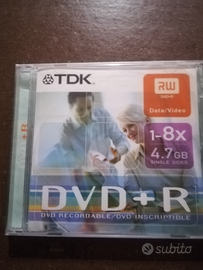 TDK
RW
Data/Video
1-8x
4.7GB
SINGLE SIDED
+R
DVD+R
DVD RECORDABLE/DVD INSCRIPTIBLE
subito